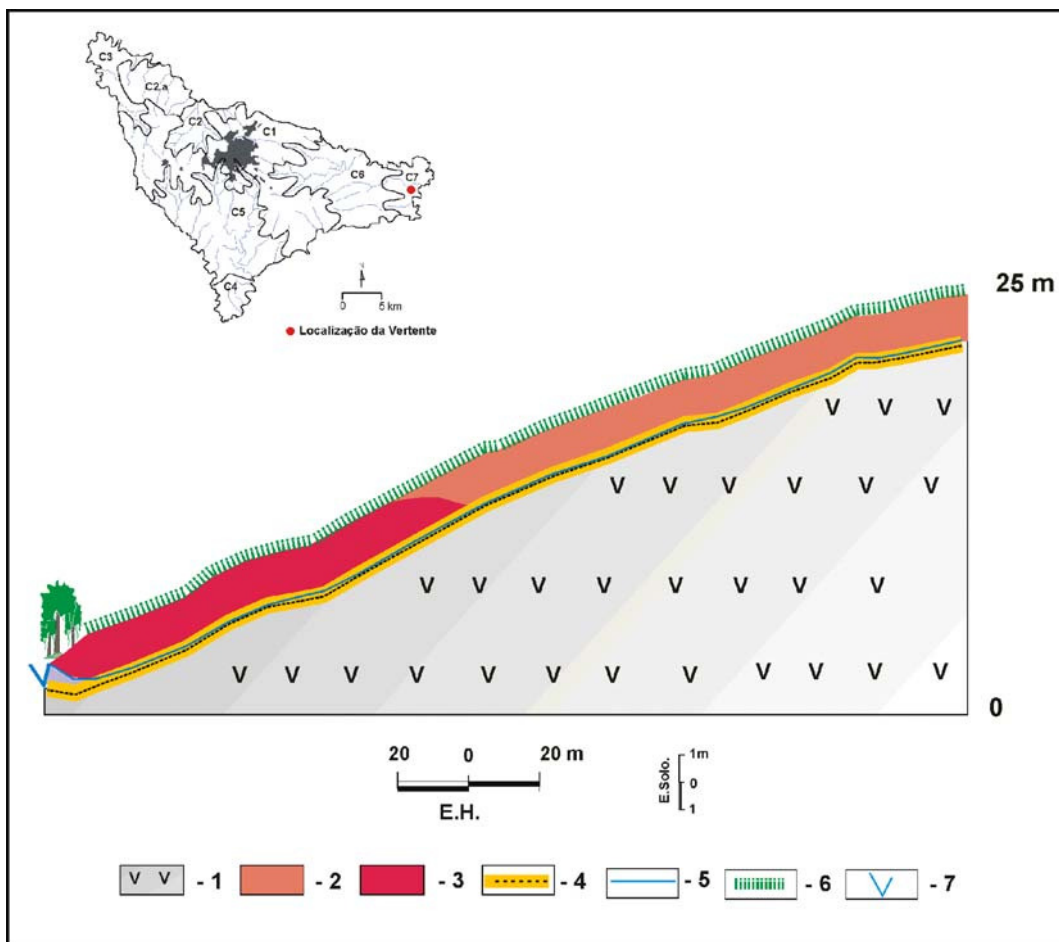 C3
C2.a
C2
C1
C6
C7
C5
C4
N
0 5 km
Localização da Vertente
25 m
V V V
V V V V V V
V V V V V V V V
V V V V V V V V V V V V
0
20 0 20 m
E.H.
E.Solo.
1m
0
1
V V - 1
- 2
- 3
- 4
- 5
- 6
- 7